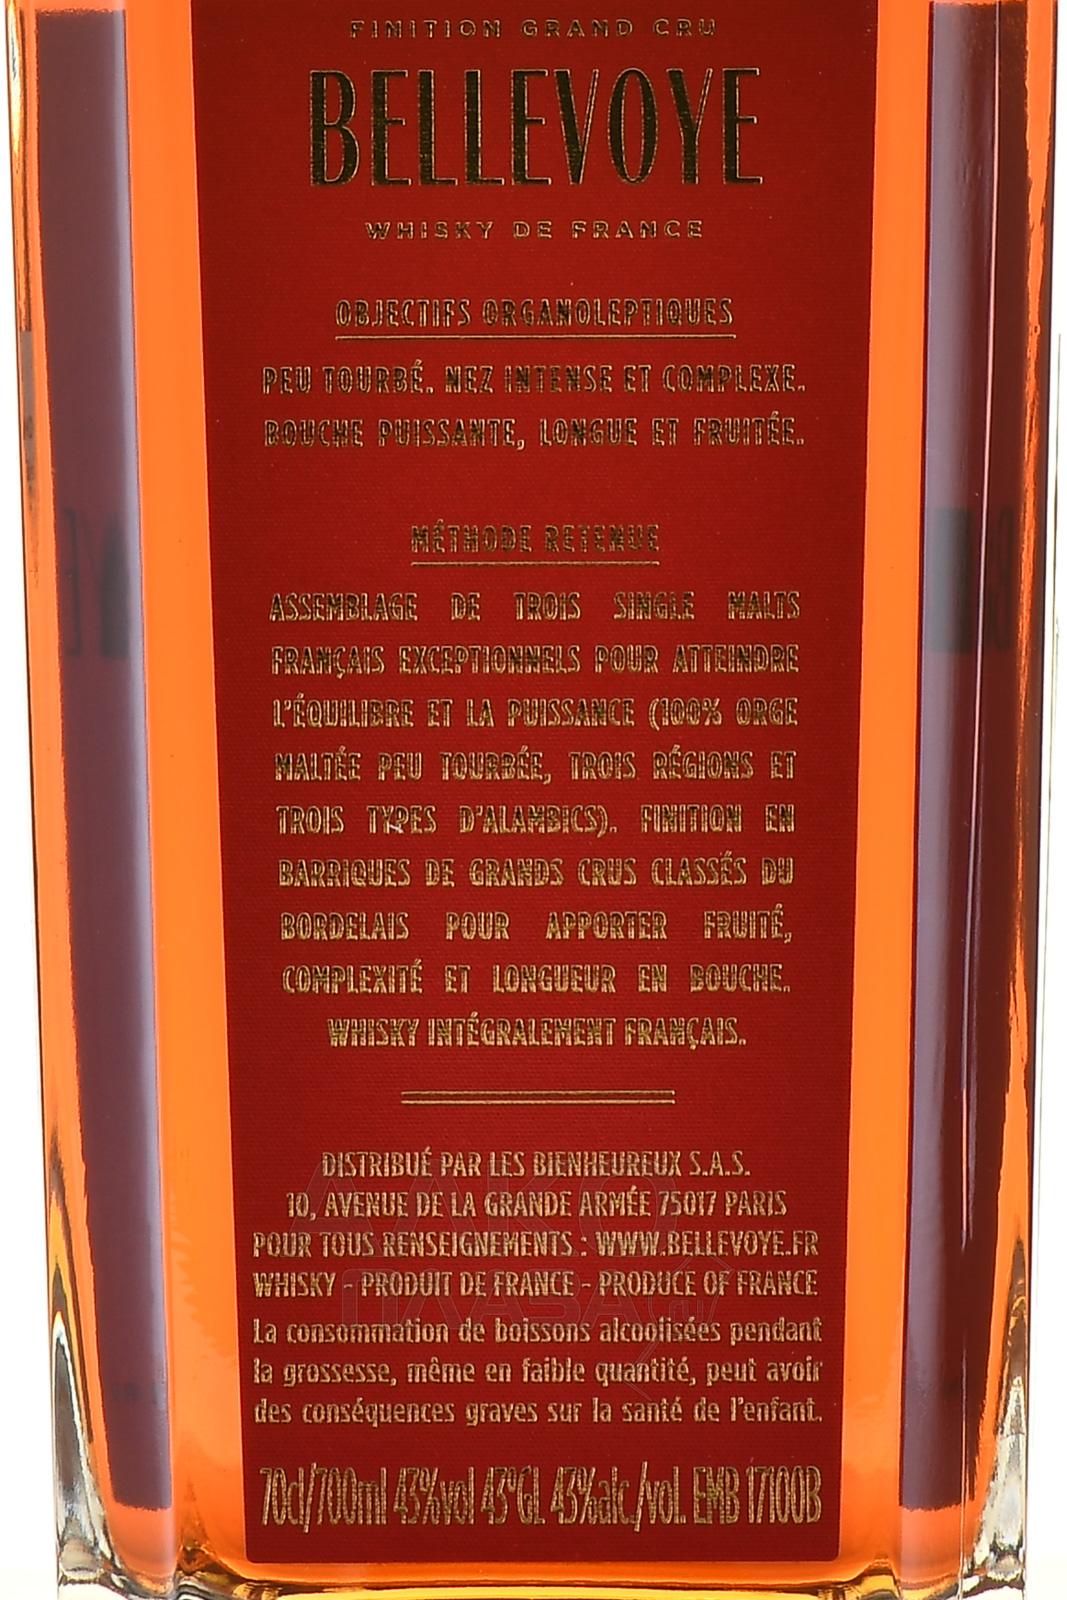 FINITION GRAND CRU
BELLEVOYE
WHISKY DE FRANCE
OBJECTIFS ORGANOLEPTIQUES
PEU TOURBÉ. NEZ INTENSE ET COMPLEXE.
BOUCHE PUISSANTE, LONGUE ET FRUITÉE.
MÉTHODE RETENUE
ASSEMBLAGE DE TROIS SINGLE MALTS
FRANÇAIS EXCEPTIONNELS POUR ATTEINDRE
L'ÉQUILIBRE ET LA PUISSANCE (100% ORGE
MALTÉE PEU TOURBÉE, TROIS RÉGIONS ET
TROIS TYPES D'ALAMBICS). FINITION EN
BARRIQUES DE GRANDS CRUS CLASSÉS DU
BORDELAIS POUR APPORTER FRUITÉ,
COMPLEXITÉ ET LONGUEUR EN BOUCHE.
WHISKY INTÉGRALEMENT FRANÇAIS.
DISTRIBUÉ PAR LES BIENHEUREUX S.A.S.
10, AVENUE DE LA GRANDE ARMÉE 75017 PARIS
POUR TOUS RENSEIGNEMENTS : WWW.BELLEVOYE.FR
WHISKY - PRODUIT DE FRANCE - PRODUCE OF FRANCE
La consommation de boissons alcoolisées pendant
la grossesse, même en faible quantité, peut avoir
des conséquences graves sur la santé de l'enfant.
70cl/700ml 43%vol 43°GL 43%alc./vol. EMB 17100B
АЛКО
ПЛАЗА